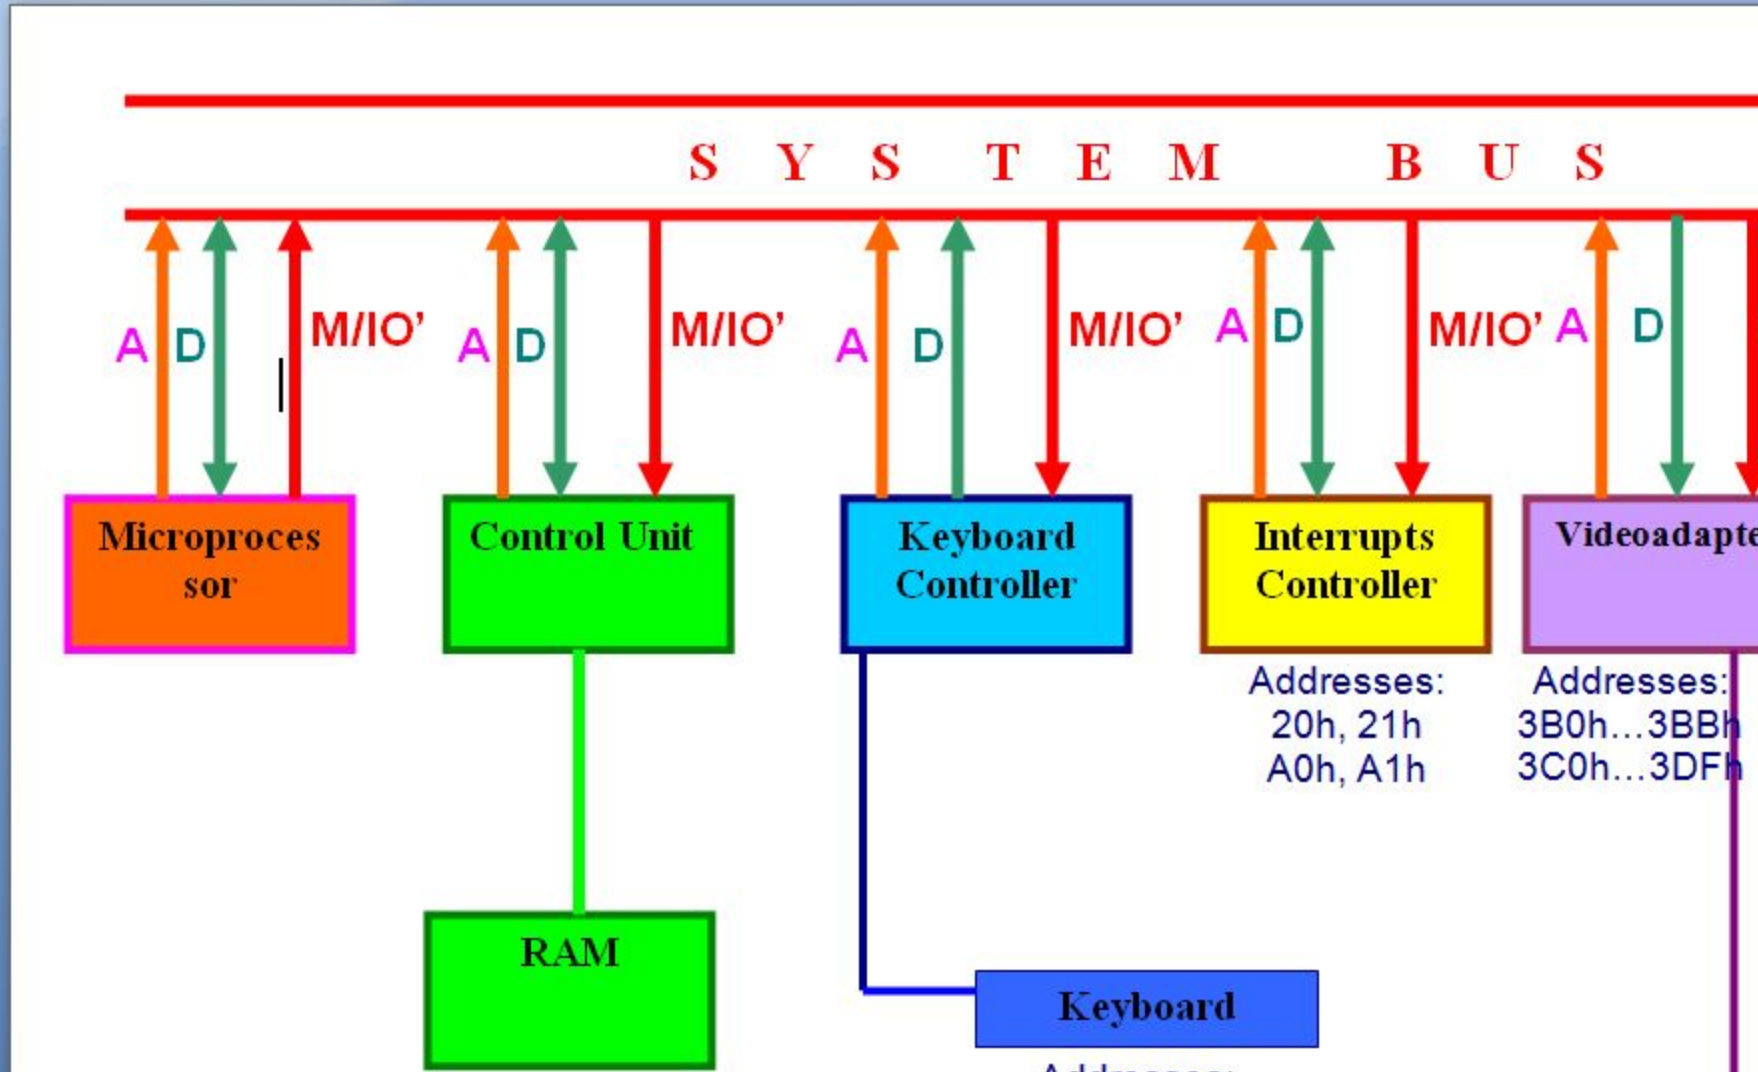 S Y S T E M B U S
A D M/IO’ A D M/IO’ A D M/IO’ A D M/IO’ A D
Microproces
sor
Control Unit
Keyboard
Controller
Interrupts
Controller
Videoadapte
Addresses:
20h, 21h
A0h, A1h
Addresses:
3B0h...3BBh
3C0h...3DFh
RAM
Keyboard
Addresses: